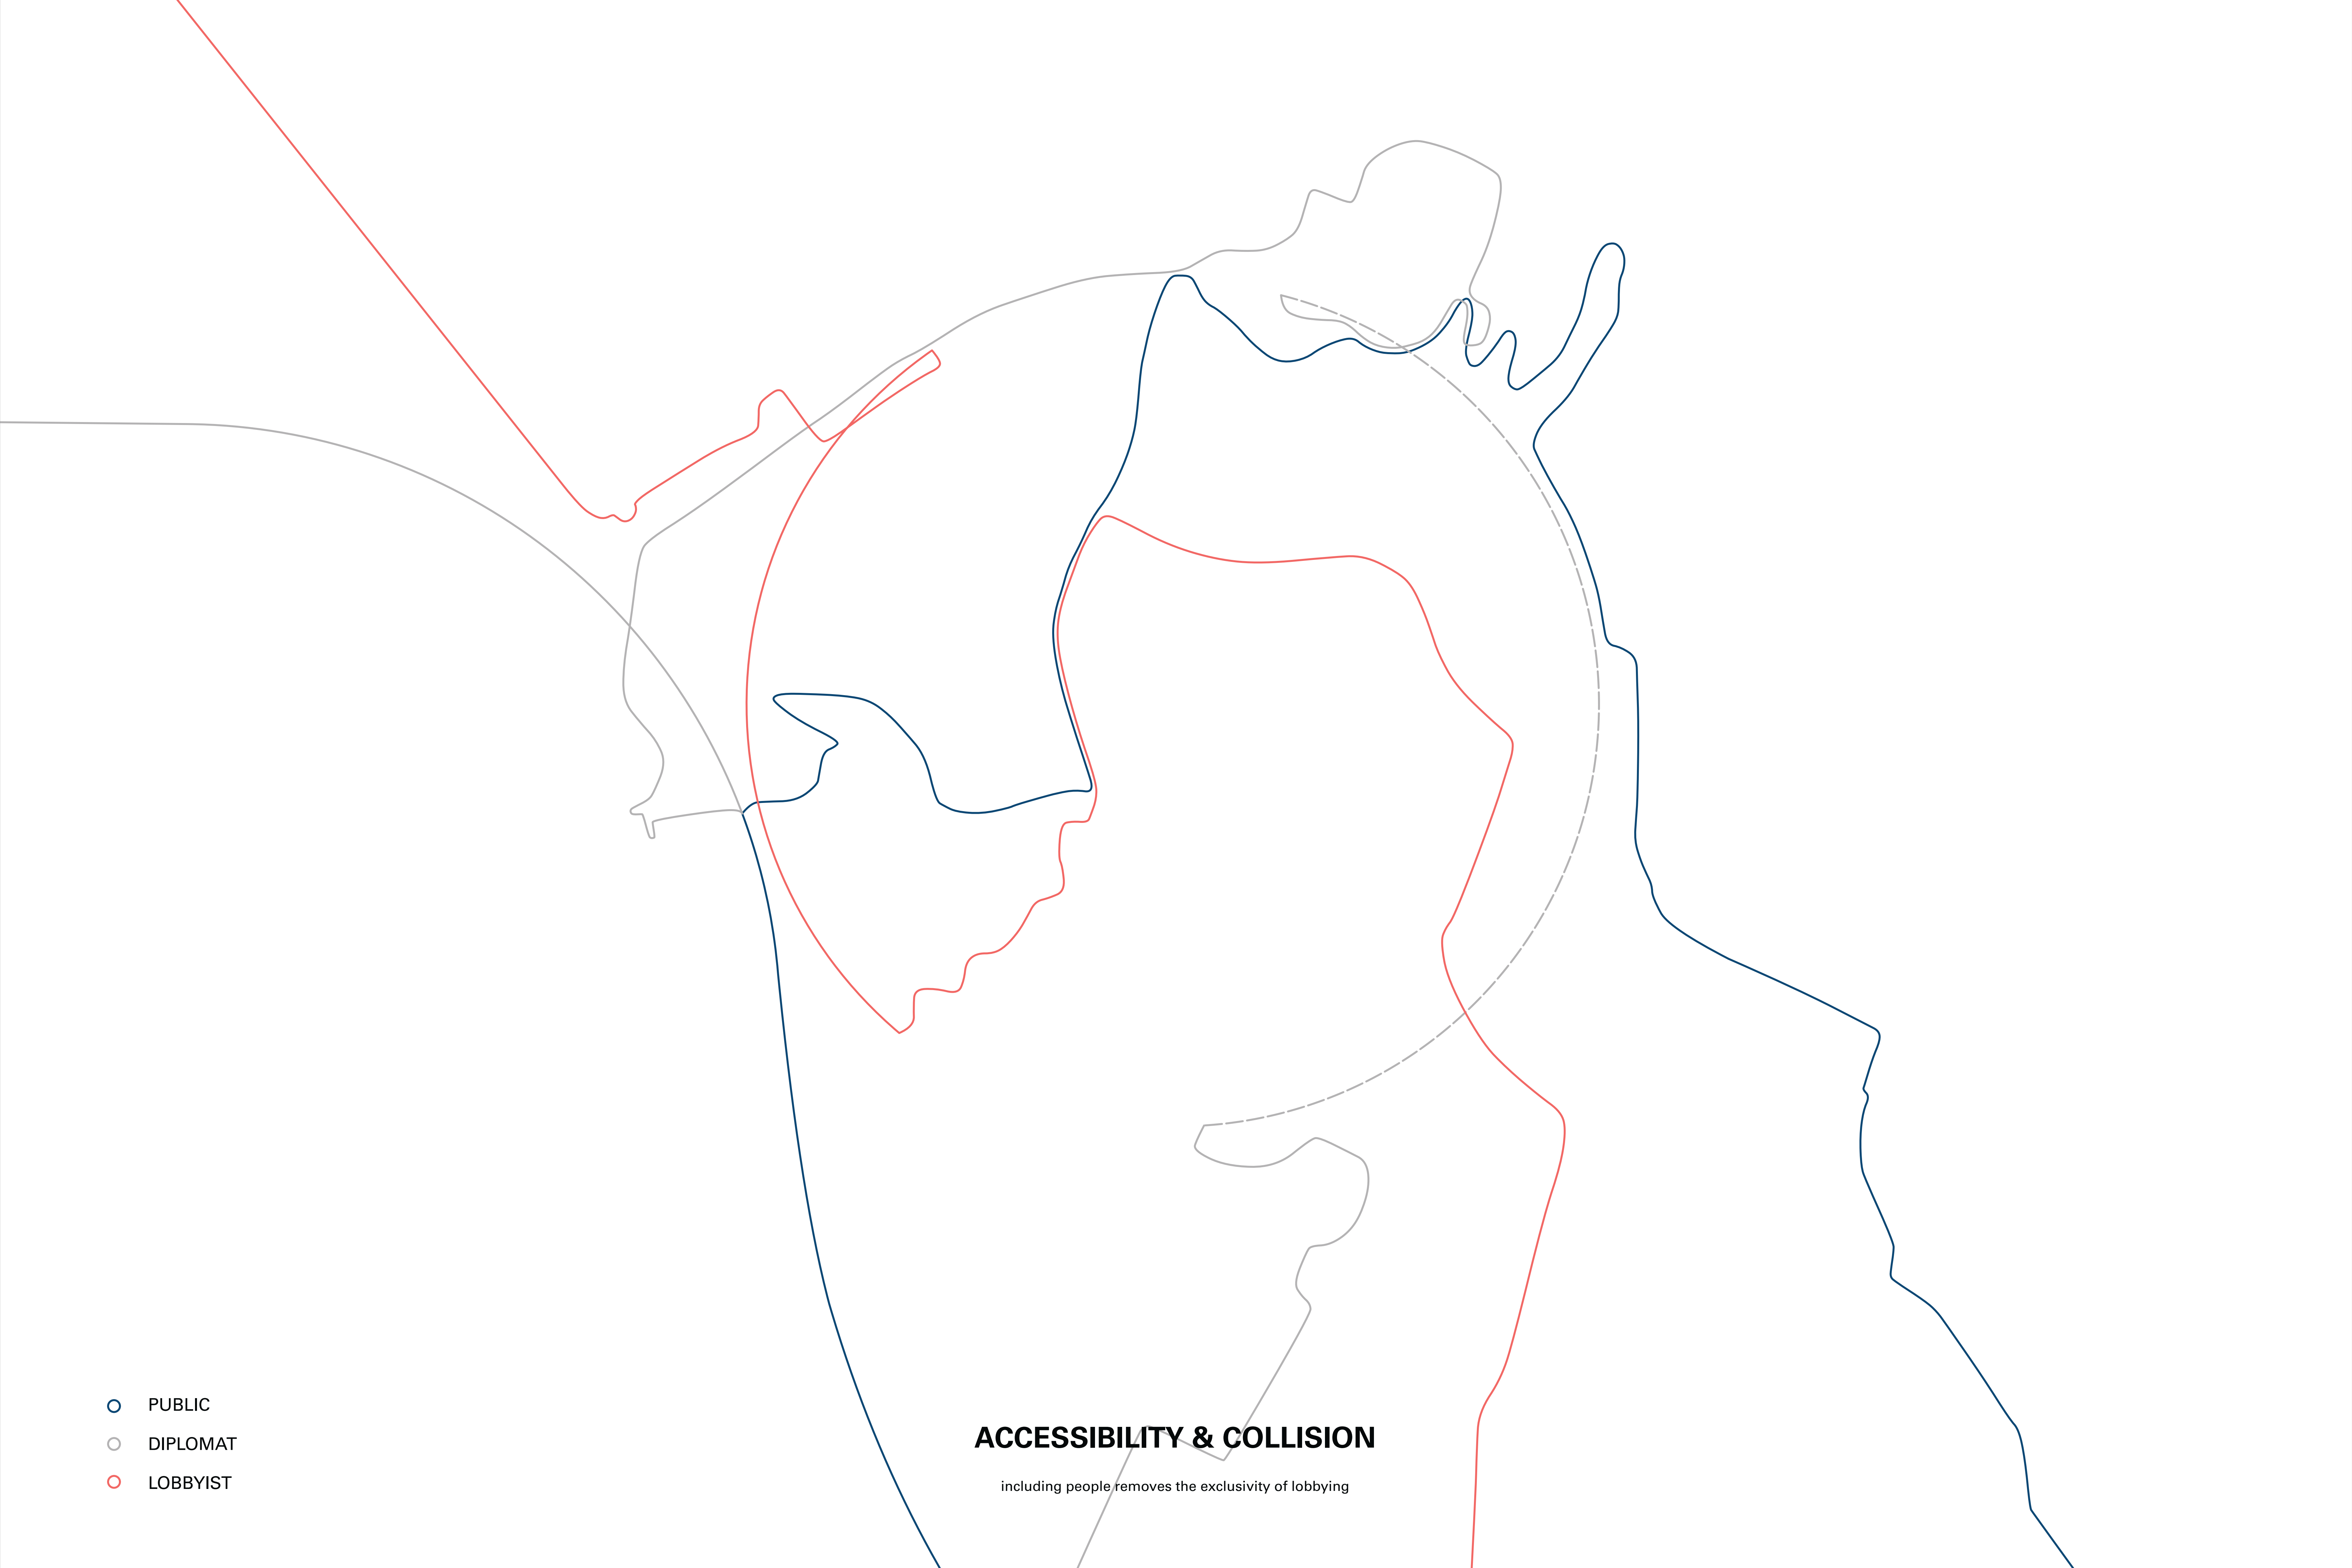 PUBLIC
DIPLOMAT
LOBBYIST
ACCESSIBILITY & COLLISION
including people removes the exclusivity of lobbying